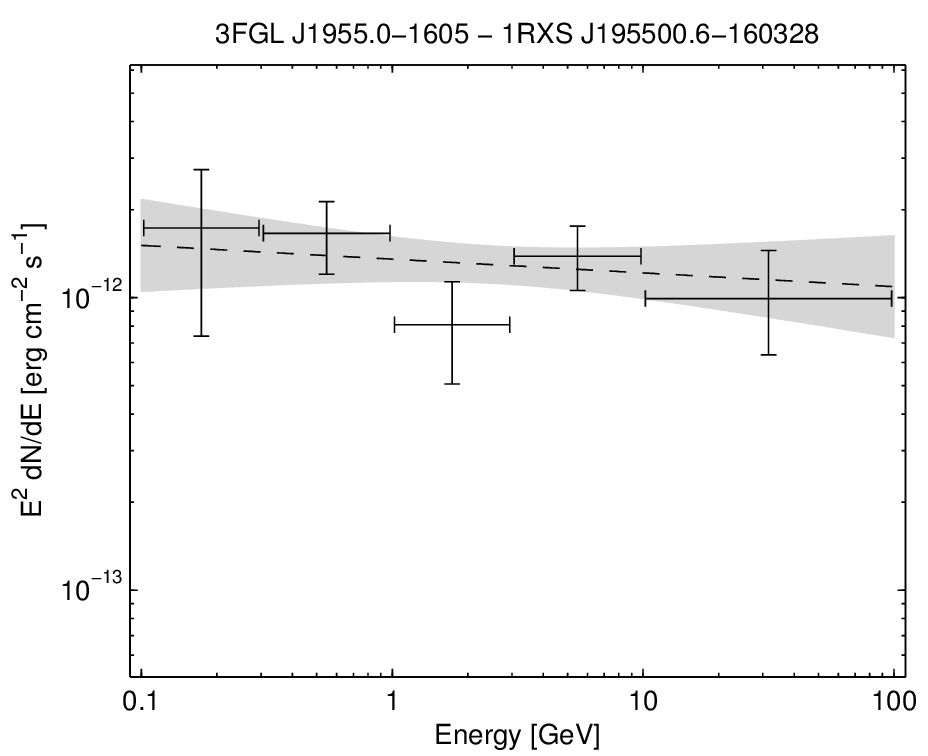 3FGL J1955.0−1605 − 1RXS J195500.6−160328
E² dN/dE [erg cm⁻² s⁻¹]
10⁻¹²
10⁻¹³
0.1 1 10 100
Energy [GeV]